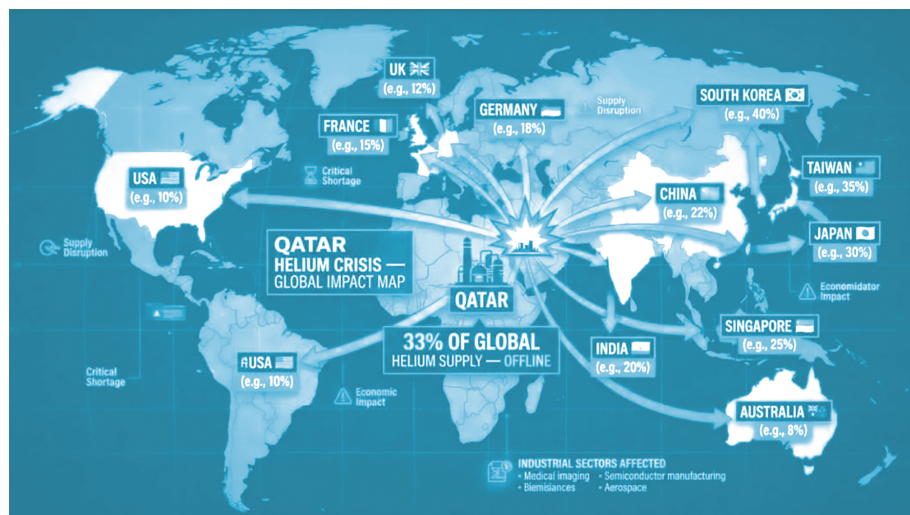 UK
(e.g., 12%)
GERMANY
(e.g., 18%)
Supply
Disruption
SOUTH KOREA
(e.g., 40%)
FRANCE
(e.g., 15%)
Critical
Shortage
USA
(e.g., 10%)
TAIWAN
(e.g., 35%)
CHINA
(e.g., 22%)
Supply
Disruption
QATAR
HELIUM CRISIS —
GLOBAL IMPACT MAP
JAPAN
(e.g., 30%)
QATAR
Economidator
Impact
33% OF GLOBAL
HELIUM SUPPLY — OFFLINE
SINGAPORE
(e.g., 25%)
INDIA
(e.g., 20%)
AUSA
(e.g., 10%)
Critical
Shortage
Economic
Impact
AUSTRALIA
(e.g., 8%)
INDUSTRIAL SECTORS AFFECTED
• Medical imaging • Semiconductor manufacturing
• Biemisiances • Aerospace